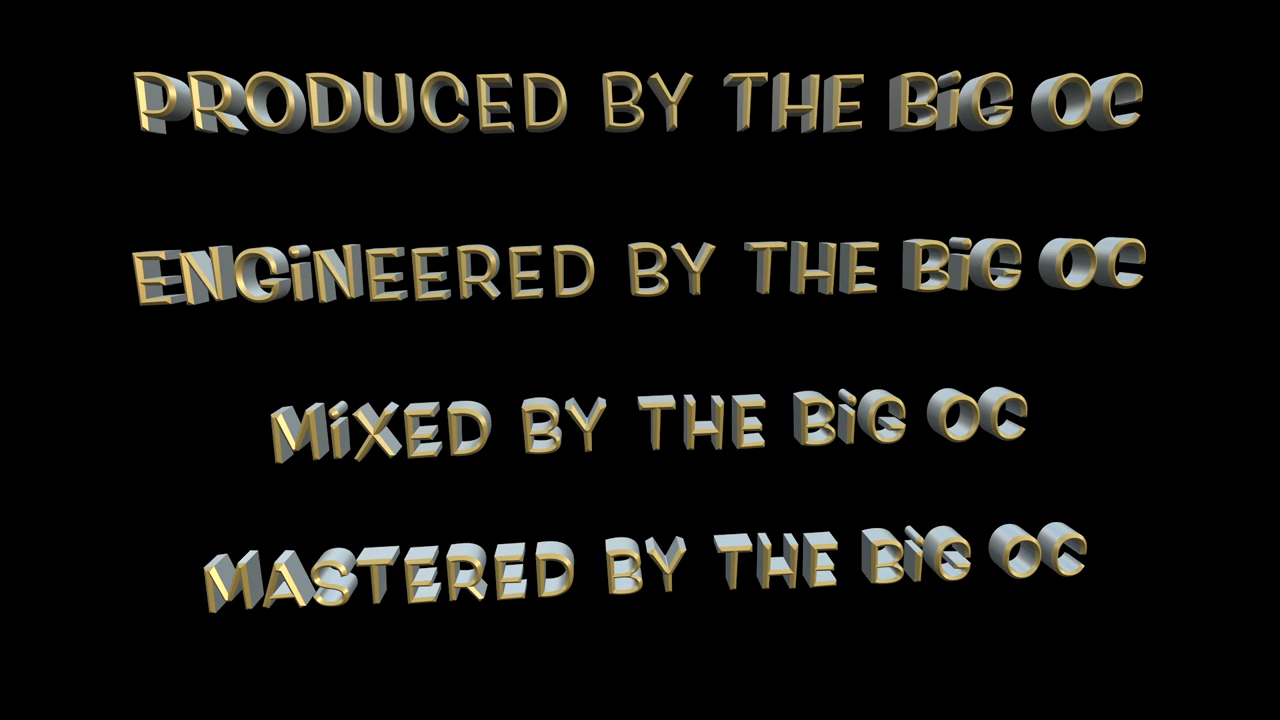 PRODUCED BY THE BiG OC
ENGiNEERED BY THE BiG OC
MiXED BY THE BiG OC
MASTERED BY THE BiG OC